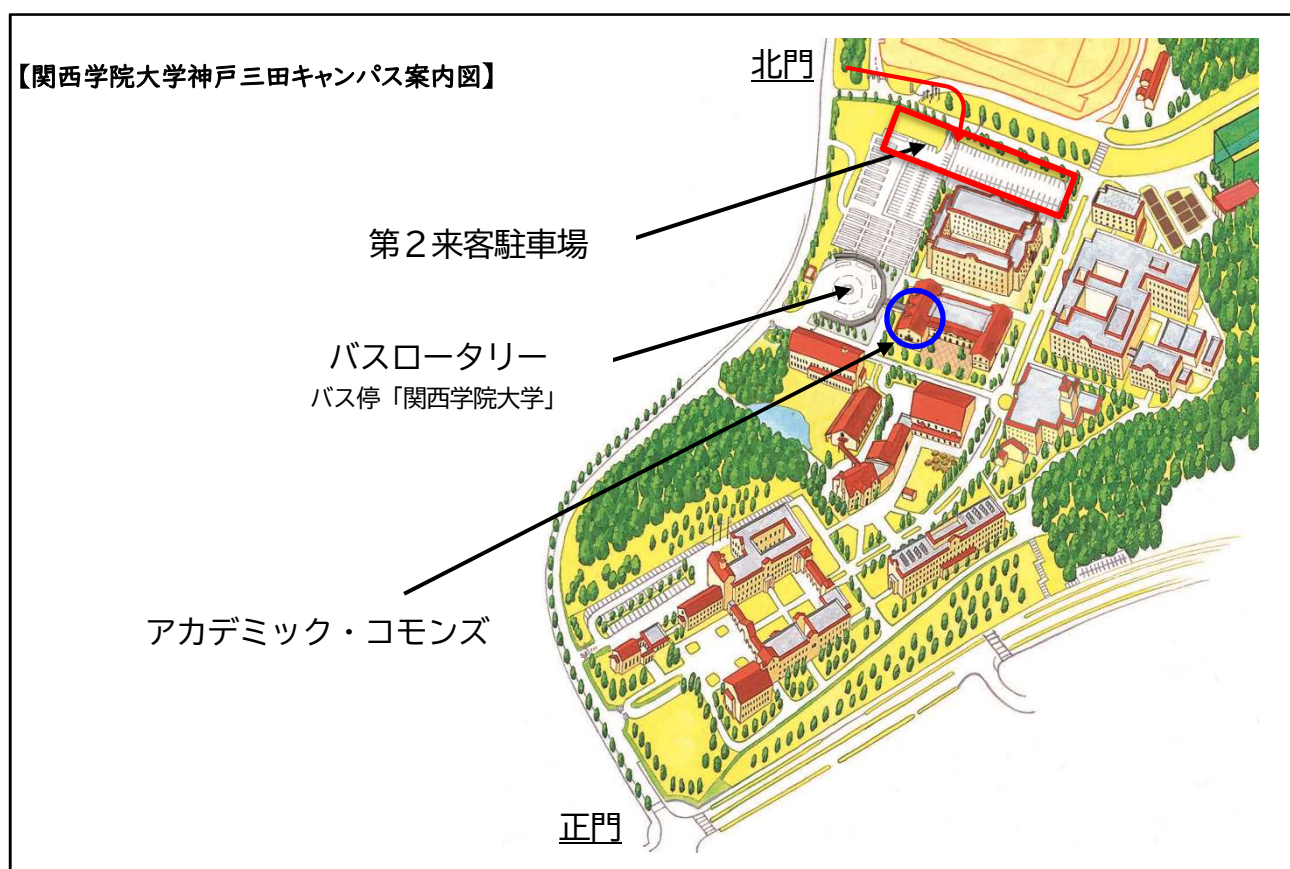 【関西学院大学神戸三田キャンパス案内図】
北門
第２来客駐車場
バスロータリー
バス停「関西学院大学」
アカデミック・コモンズ
正門